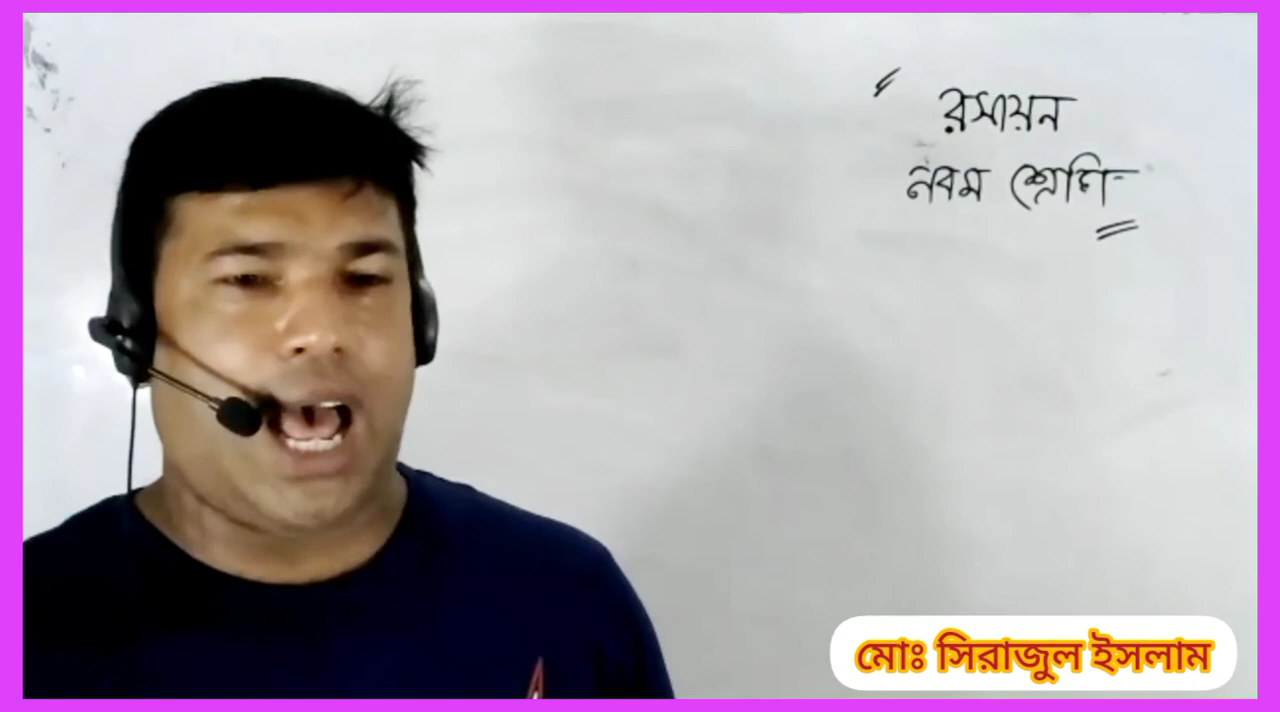 " রসায়ন
নবম শ্রেণি "
মোঃ সিরাজুল ইসলাম